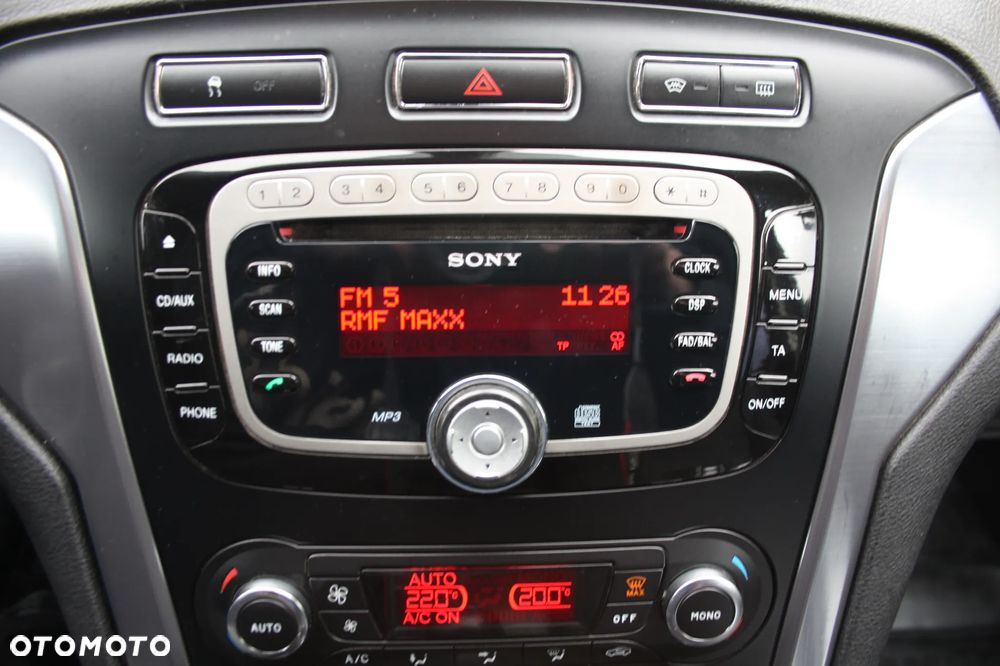 OFF
1 2 3 4 5 6 7 8 9 0 * #
SONY
INFO
SCAN
TONE
CLOCK
DSP
FAD/BAL
CD/AUX
RADIO
PHONE
MENU
TA
ON/OFF
FM 5 11 26
RMF MAXX
TP CD
AF
MP3
AUTO
22.0°C 20.0°C
A/C ON
MAX
OFF
AUTO
MONO
A/C
OTOMOTO